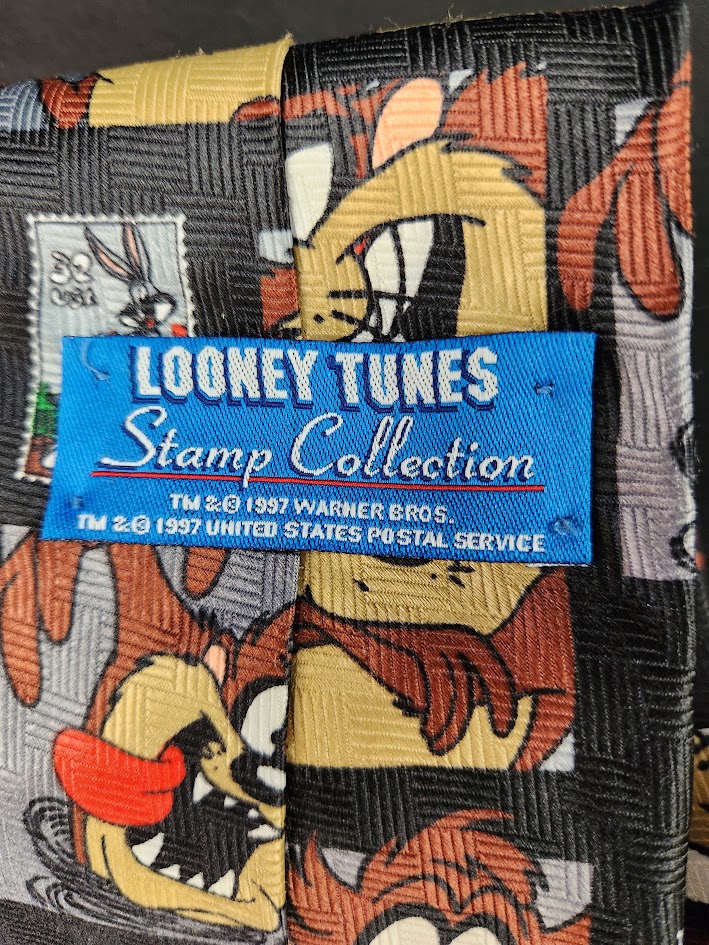 32
USA
LOONEY TUNES
Stamp Collection
TM & © 1997 WARNER BROS.
TM & © 1997 UNITED STATES POSTAL SERVICE